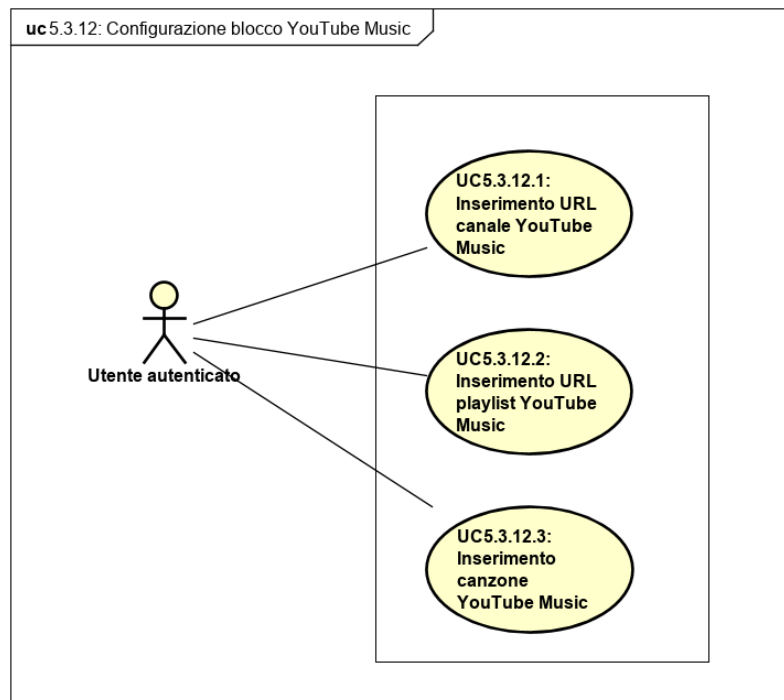 uc 5.3.12: Configurazione blocco YouTube Music
UC5.3.12.1:
Inserimento URL
canale YouTube
Music
Utente autenticato
UC5.3.12.2:
Inserimento URL
playlist YouTube
Music
UC5.3.12.3:
Inserimento
canzone
YouTube Music